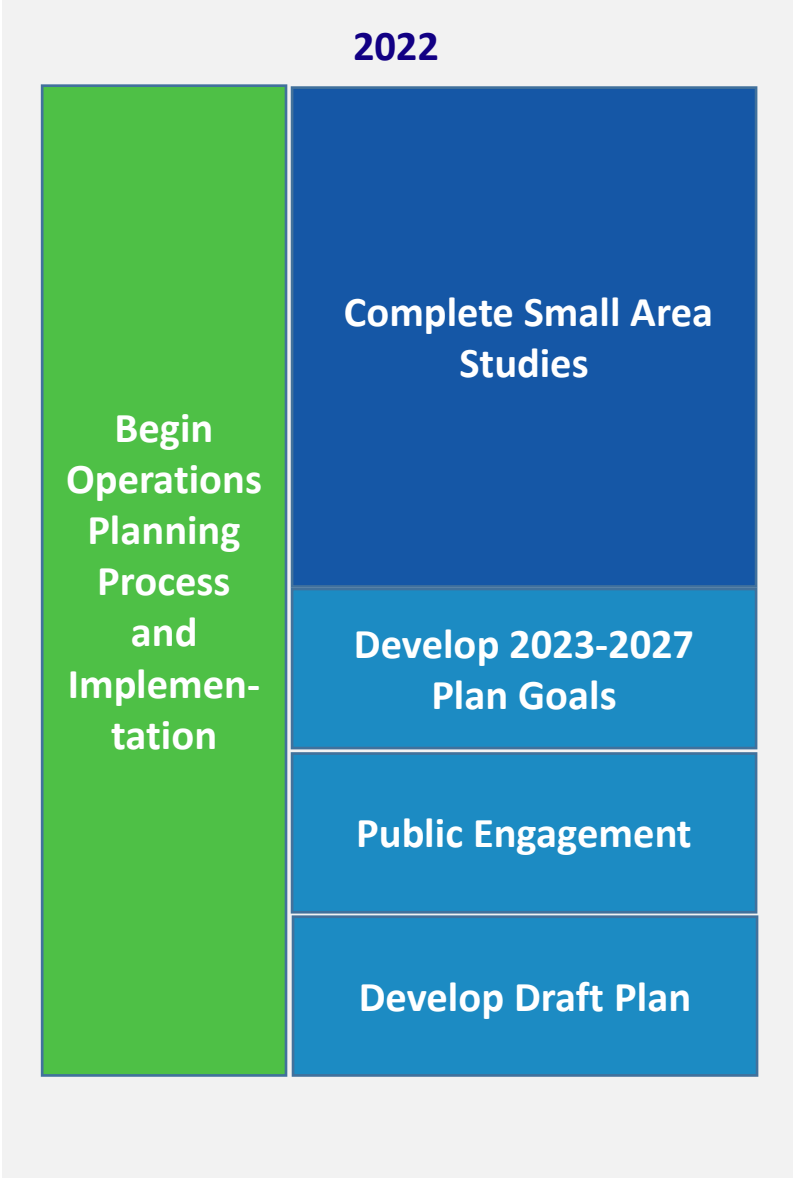 2022
Begin
Operations
Planning
Process
and
Implemen-
tation
Complete Small Area
Studies
Develop 2023-2027
Plan Goals
Public Engagement
Develop Draft Plan